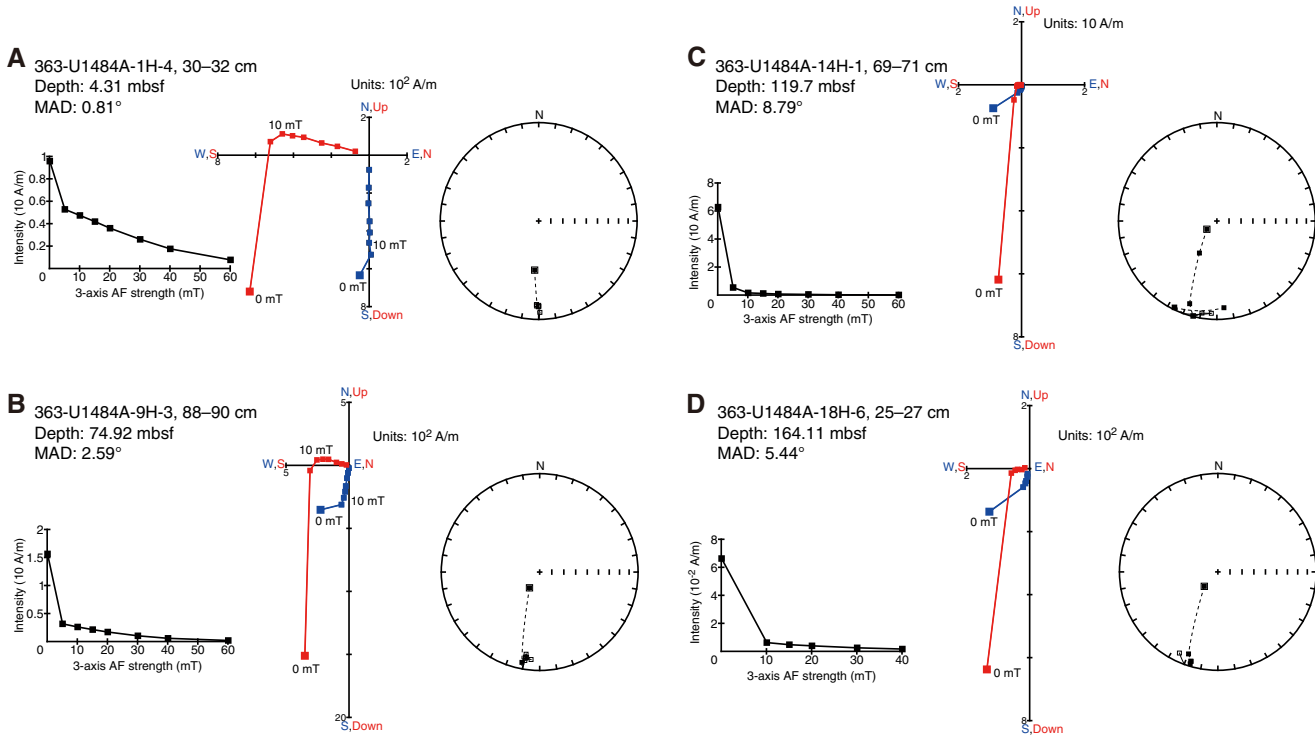 A
363-U1484A-1H-4, 30–32 cm
Depth: 4.31 mbsf
MAD: 0.81°
Units: 10² A/m
N,Up
2
10 mT
W,S
8
E,N
2
10 mT
0 mT
0 mT
8
S,Down
N
Intensity (10 A/m)
1
0.8
0.6
0.4
0.2
0
0 10 20 30 40 50 60
3-axis AF strength (mT)
B
363-U1484A-9H-3, 88–90 cm
Depth: 74.92 mbsf
MAD: 2.59°
Units: 10² A/m
N,Up
5
10 mT
W,S
5
E,N
10 mT
0 mT
0 mT
20
S,Down
N
Intensity (10 A/m)
2
1.5
1
0.5
0 10 20 30 40 50 60
3-axis AF strength (mT)
C
363-U1484A-14H-1, 69–71 cm
Depth: 119.7 mbsf
MAD: 8.79°
Units: 10 A/m
N,Up
2
W,S
2
E,N
2
0 mT
0 mT
8
S,Down
N
Intensity (10 A/m)
8
6
4
2
0 10 20 30 40 50 60
3-axis AF strength (mT)
D
363-U1484A-18H-6, 25–27 cm
Depth: 164.11 mbsf
MAD: 5.44°
Units: 10² A/m
N,Up
2
W,S
2
E,N
0 mT
0 mT
8
S,Down
N
Intensity (10⁻² A/m)
8
6
4
2
0 10 20 30 40
3-axis AF strength (mT)